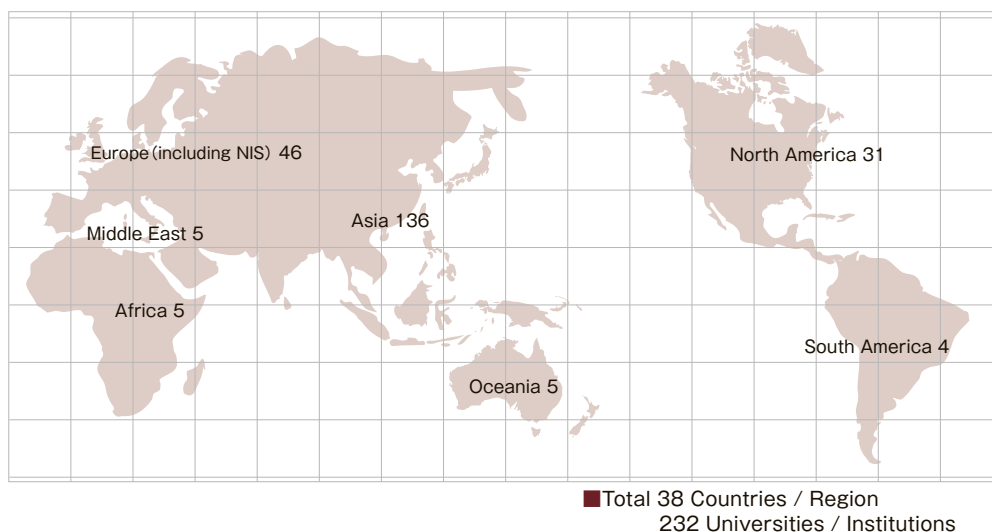 Europe（including NIS）46
North America 31
Asia 136
Middle East 5
Africa 5
South America 4
Oceania 5
■Total 38 Countries / Region
232 Universities / Institutions